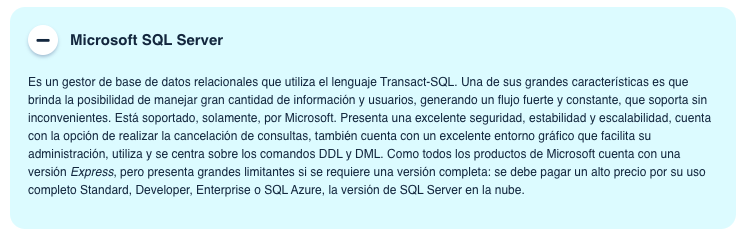 Microsoft SQL Server
Es un gestor de base de datos relacionales que utiliza el lenguaje Transact-SQL. Una de sus grandes características es que
brinda la posibilidad de manejar gran cantidad de información y usuarios, generando un flujo fuerte y constante, que soporta sin
inconvenientes. Está soportado, solamente, por Microsoft. Presenta una excelente seguridad, estabilidad y escalabilidad, cuenta
con la opción de realizar la cancelación de consultas, también cuenta con un excelente entorno gráfico que facilita su
administración, utiliza y se centra sobre los comandos DDL y DML. Como todos los productos de Microsoft cuenta con una
versión Express, pero presenta grandes limitantes si se requiere una versión completa: se debe pagar un alto precio por su uso
completo Standard, Developer, Enterprise o SQL Azure, la versión de SQL Server en la nube.